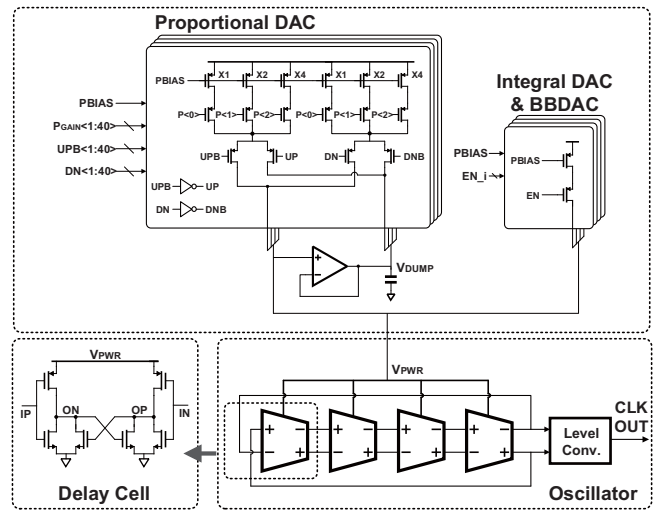 Proportional DAC
PBIAS X1 X2 X4 X1 X2 X4
P<0> P<1> P<2> P<0> P<1> P<2>
PBIAS
PGAIN<1:40>
UPB<1:40>
DN<1:40>
UPB UP DN DNB
UPB UP
DN DNB
Integral DAC
& BBDAC
PBIAS
EN_i
PBIAS
EN
+
−
VDUMP
VPWR
IP ON OP IN
Delay Cell
VPWR
+ − + − + − + −
− + − + − + − +
Level
Conv.
CLK
OUT
Oscillator